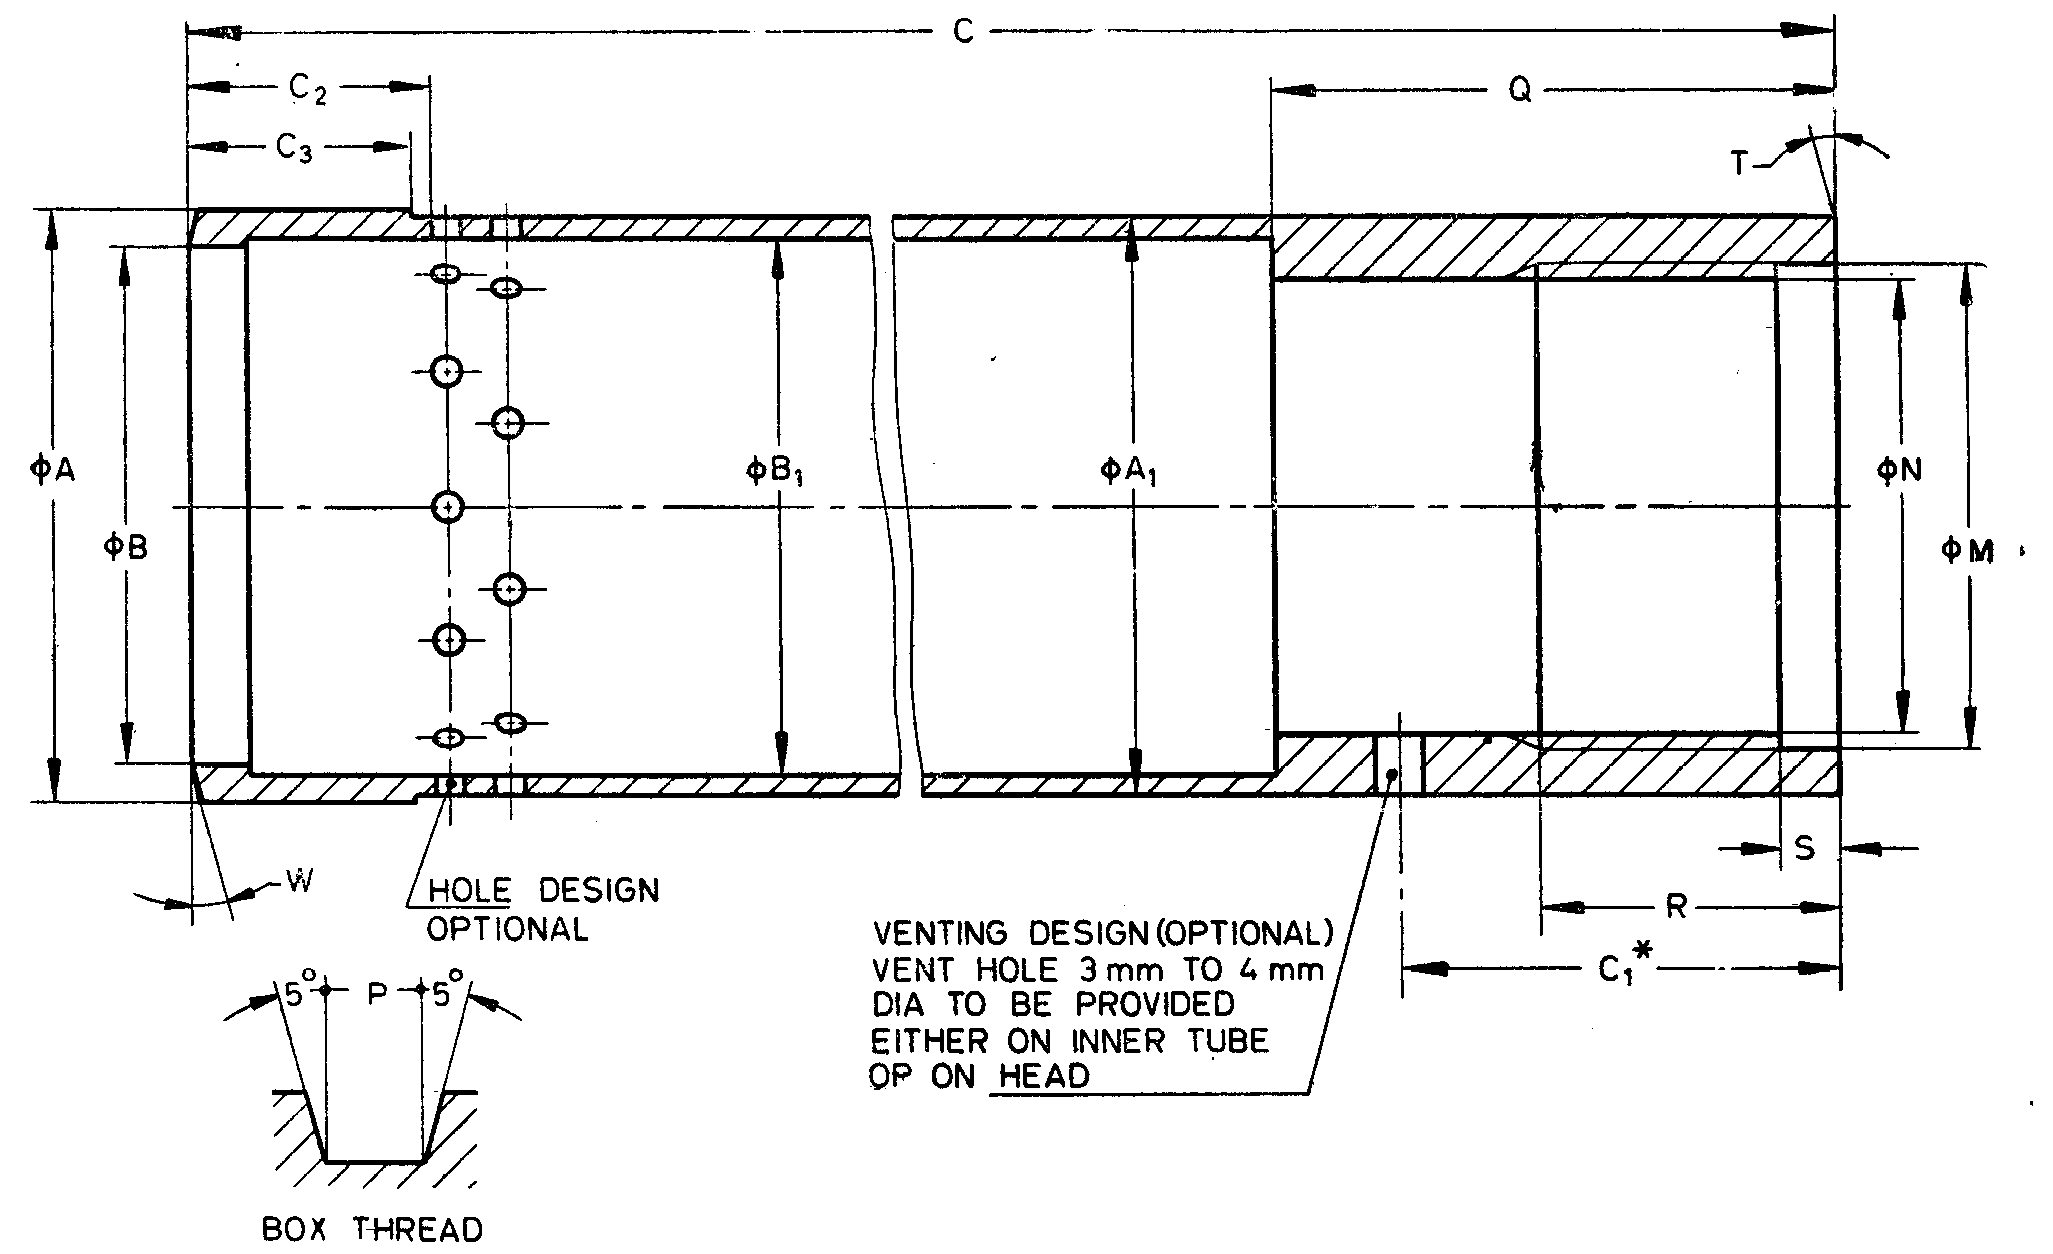 C
C2
Q
C3
T
ΦA
ΦB1
ΦA1
ΦN
ΦB
ΦM
S
W
HOLE DESIGN
OPTIONAL
R
VENTING DESIGN (OPTIONAL)
VENT HOLE 3 mm TO 4 mm
DIA TO BE PROVIDED
EITHER ON INNER TUBE
OP ON HEAD
C1*
5° P 5°
BOX THREAD